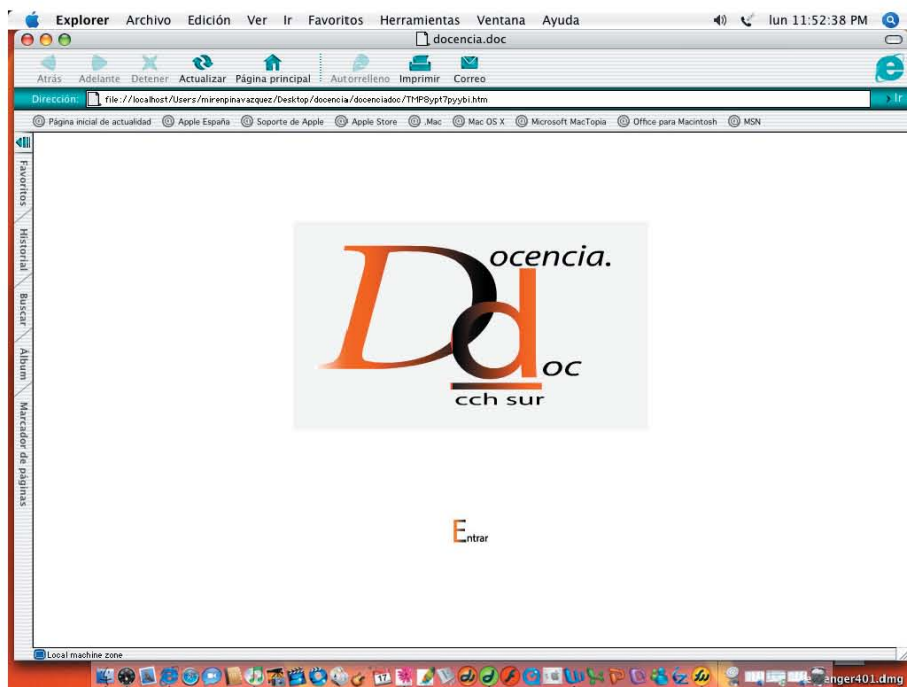 Explorer Archivo Edición Ver Ir Favoritos Herramientas Ventana Ayuda lun 11:52:38 PM
docencia.doc
Atrás Adelante Detener Actualizar Página principal Autorrelleno Imprimir Correo
Dirección: file://localhost/Users/mirenpinavazquez/Desktop/docencia/docenciadoc/TMP8ypt7pyybi.htm Ir
Página inicial de actualidad Apple España Soporte de Apple Apple Store .Mac Mac OS X Microsoft MacTopia Office para Macintosh MSN
Favoritos
Historial
Buscar
Álbum
Marcador de páginas
Docencia.
doc
cch sur
Entrar
Local machine zone
enger401.dmg